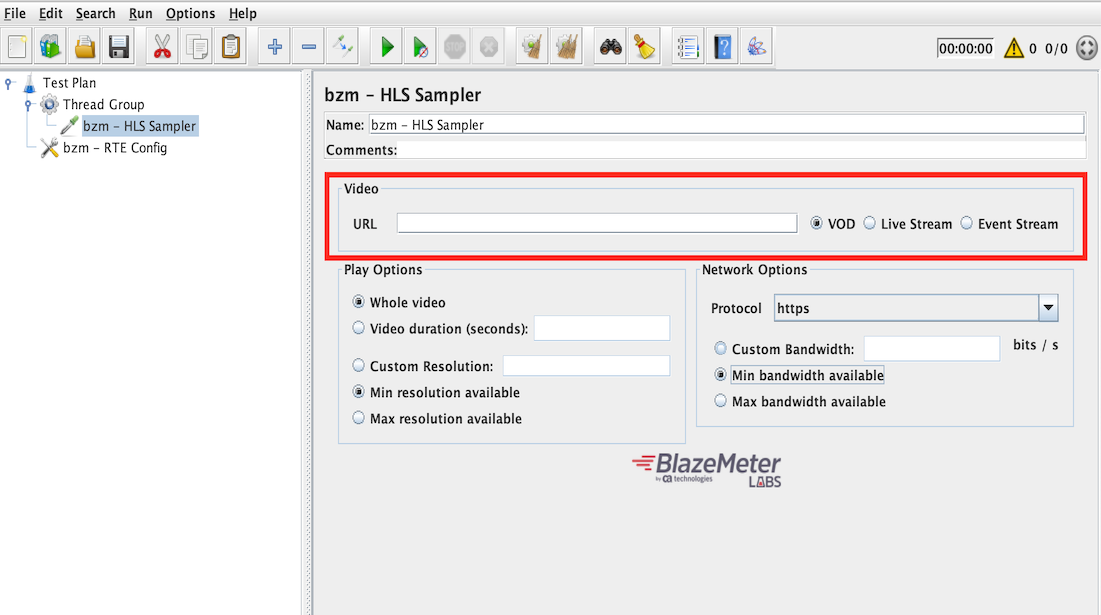 File Edit Search Run Options Help
STOP
?
00:00:00 0 0/0
Test Plan
Thread Group
bzm – HLS Sampler
bzm – RTE Config
bzm – HLS Sampler
Name: bzm – HLS Sampler
Comments:
Video
URL VOD Live Stream Event Stream
Play Options
Whole video
Video duration (seconds):
Custom Resolution:
Min resolution available
Max resolution available
Network Options
Protocol https
Custom Bandwidth: bits / s
Min bandwidth available
Max bandwidth available
BlazeMeter
by ca technologies LABS